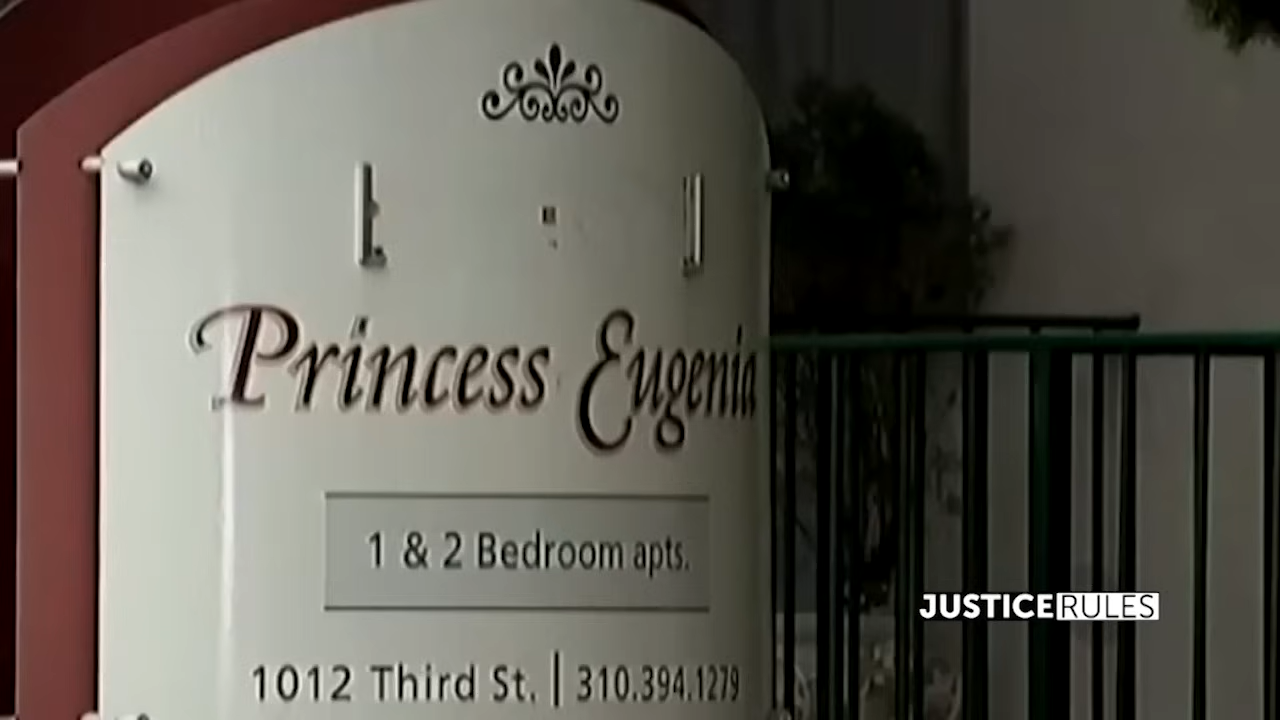 Princess Eugenia
1 & 2 Bedroom apts.
1012 Third St. | 310.394.1279
JUSTICERULES